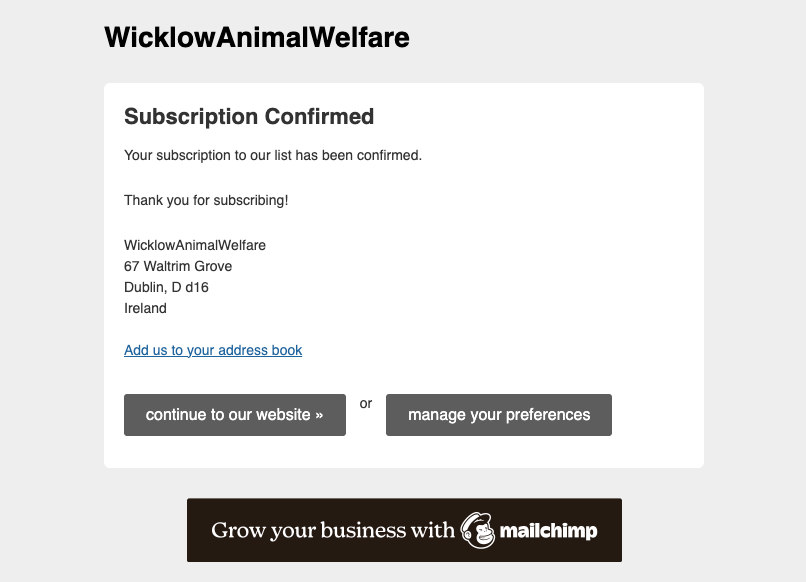 WicklowAnimalWelfare
Subscription Confirmed
Your subscription to our list has been confirmed.
Thank you for subscribing!
WicklowAnimalWelfare
67 Waltrim Grove
Dublin, D d16
Ireland
Add us to your address book
continue to our website » or manage your preferences
Grow your business with mailchimp